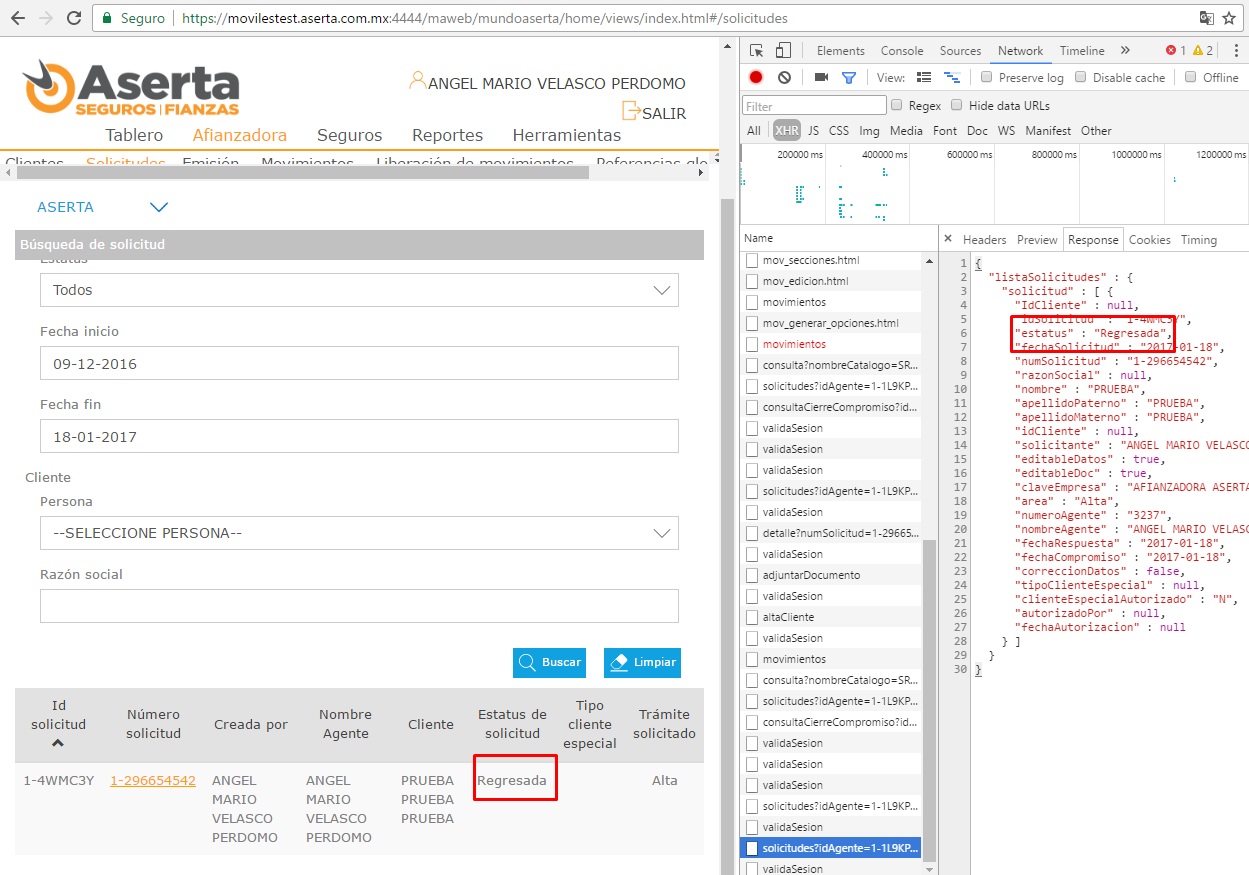 Seguro https://movilestest.aserta.com.mx:4444/maweb/mundoaserta/home/views/index.html#/solicitudes
Aserta
SEGUROS | FIANZAS
ANGEL MARIO VELASCO PERDOMO
SALIR
Tablero Afianzadora Seguros Reportes Herramientas
Clientes Solicitudes Emisión Movimientos Liberación de movimientos Referencias glo
ASERTA
Búsqueda de solicitud
Estatus
Todos
Fecha inicio
09-12-2016
Fecha fin
18-01-2017
Cliente
Persona
--SELECCIONE PERSONA--
Razón social
Buscar Limpiar
Id solicitud
Número solicitud
Creada por
Nombre Agente
Cliente
Estatus de solicitud
Tipo cliente especial
Trámite solicitado
1-4WMC3Y
1-296654542
ANGEL MARIO VELASCO PERDOMO
ANGEL MARIO VELASCO PERDOMO
PRUEBA PRUEBA PRUEBA
Regresada
Alta
Elements Console Sources Network Timeline » 1 2
View: Preserve log Disable cache Offline
Filter Regex Hide data URLs
All XHR JS CSS Img Media Font Doc WS Manifest Other
200000 ms 400000 ms 600000 ms 800000 ms 1000000 ms 1200000 ms
Name
mov_secciones.html
mov_edicion.html
movimientos
mov_generar_opciones.html
movimientos
consulta?nombreCatalogo=SR...
solicitudes?idAgente=1-1L9KP...
consultaCierreCompromiso?id...
validaSesion
validaSesion
validaSesion
solicitudes?idAgente=1-1L9KP...
validaSesion
detalle?numSolicitud=1-29665...
validaSesion
adjuntarDocumento
validaSesion
altaCliente
validaSesion
movimientos
consulta?nombreCatalogo=SR...
solicitudes?idAgente=1-1L9KP...
consultaCierreCompromiso?id...
validaSesion
validaSesion
validaSesion
solicitudes?idAgente=1-1L9KP...
validaSesion
solicitudes?idAgente=1-1L9KP...
validaSesion
× Headers Preview Response Cookies Timing
1 {
2 "listaSolicitudes" : {
3 "solicitud" : [ {
4 "IdCliente" : null,
5 "idSolicitud" : "1-4WMC3Y",
6 "estatus" : "Regresada",
7 "fechaSolicitud" : "2017-01-18",
8 "numSolicitud" : "1-296654542",
9 "razonSocial" : null,
10 "nombre" : "PRUEBA",
11 "apellidoPaterno" : "PRUEBA",
12 "apellidoMaterno" : "PRUEBA",
13 "idCliente" : null,
14 "solicitante" : "ANGEL MARIO VELASCO
15 "editableDatos" : true,
16 "editableDoc" : true,
17 "claveEmpresa" : "AFIANZADORA ASERTA
18 "area" : "Alta",
19 "numeroAgente" : "3237",
20 "nombreAgente" : "ANGEL MARIO VELASC
21 "fechaRespuesta" : "2017-01-18",
22 "fechaCompromiso" : "2017-01-18",
23 "correccionDatos" : false,
24 "tipoClienteEspecial" : null,
25 "clienteEspecialAutorizado" : "N",
26 "autorizadoPor" : null,
27 "fechaAutorizacion" : null
28 } ]
29 }
30 }